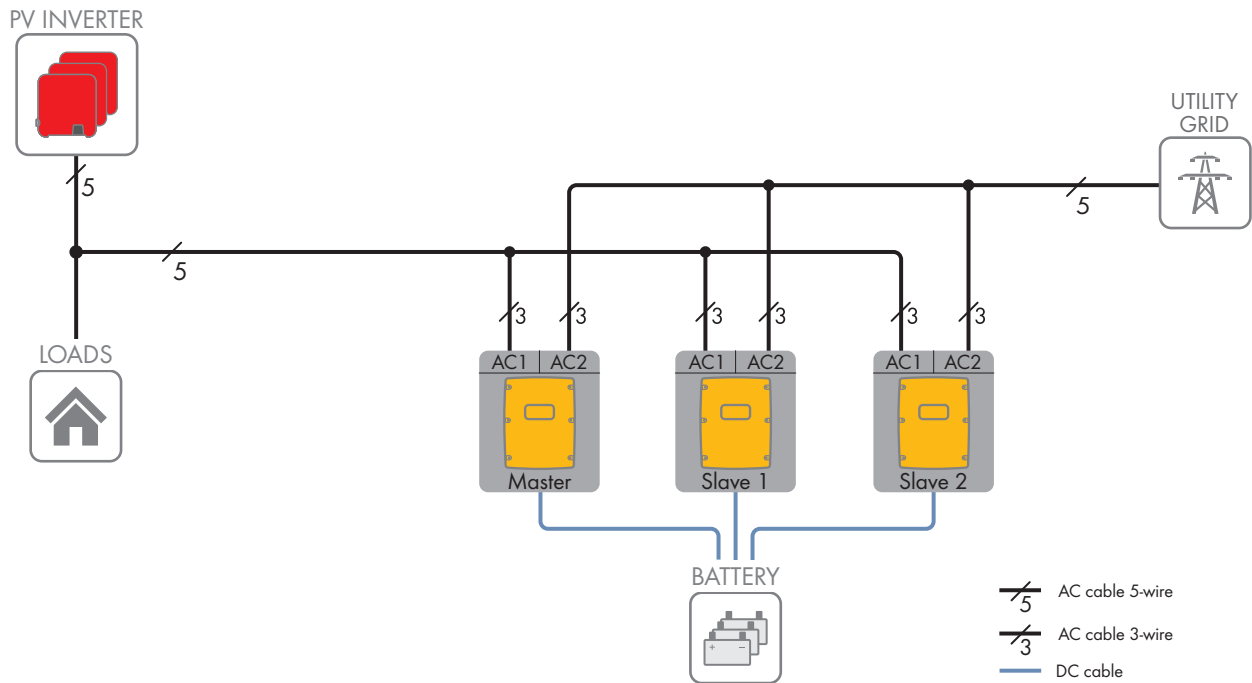 PV INVERTER
UTILITY
GRID
5
5
5
3
3
3
3
3
3
LOADS
AC1
AC2
AC1
AC2
AC1
AC2
Master
Slave 1
Slave 2
BATTERY
+
−
5
AC cable 5-wire
3
AC cable 3-wire
DC cable